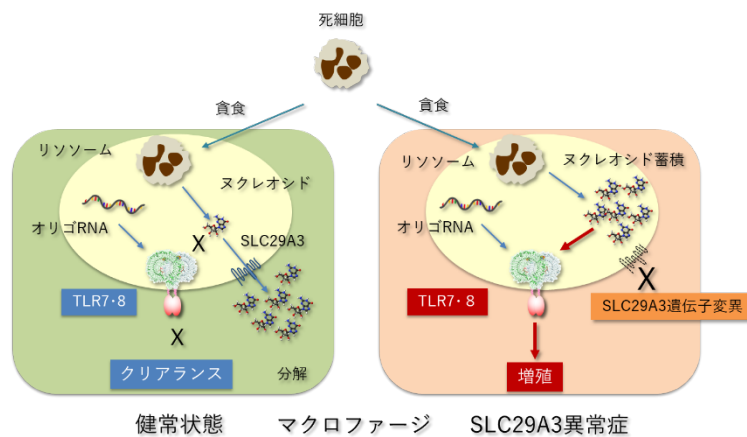 死細胞
貪食
貪食
リソソーム
ヌクレオシド
オリゴRNA
X
SLC29A3
TLR7・8
X
クリアランス
分解
リソソーム
ヌクレオシド蓄積
オリゴRNA
X
TLR7・8
SLC29A3遺伝子変異
増殖
健常状態 マクロファージ SLC29A3異常症